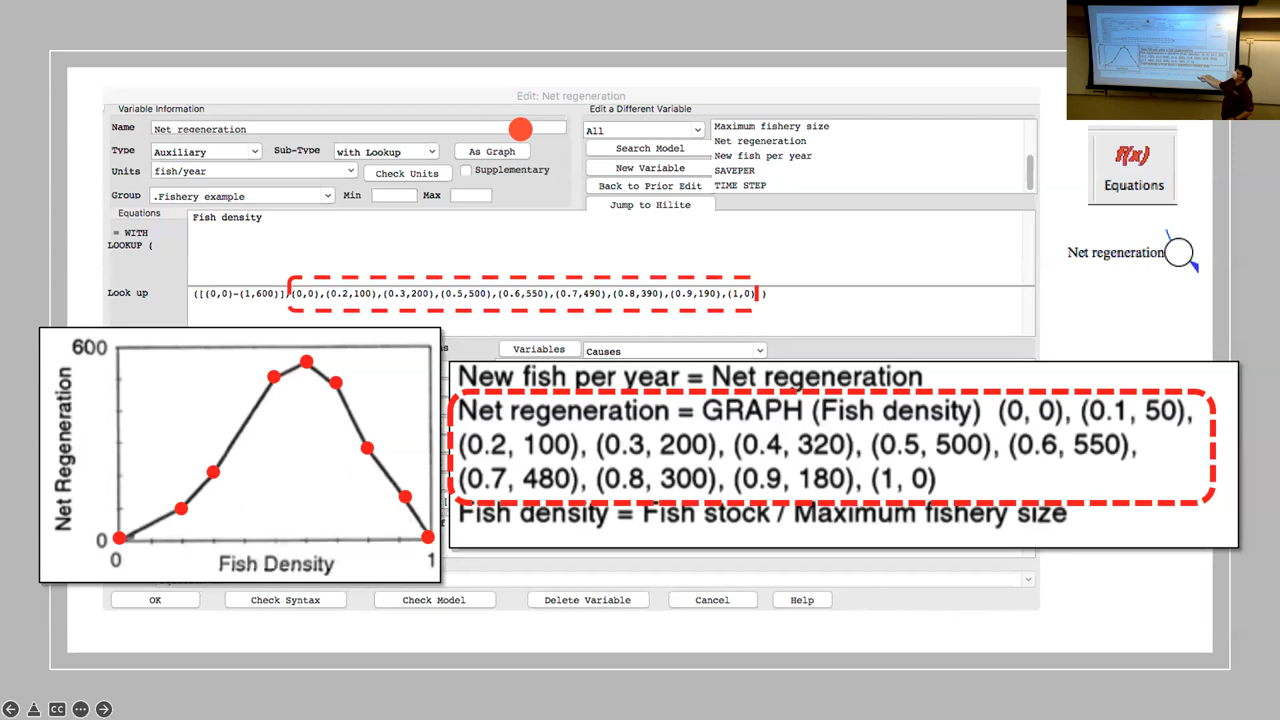 Edit: Net regeneration
Variable Information
Edit a Different Variable
Name
Net regeneration
All
Maximum fishery size
Net regeneration
New fish per year
SAVEPER
TIME STEP
Type
Auxiliary
Sub-Type
with Lookup
As Graph
Search Model
Units
fish/year
Check Units
Supplementary
New Variable
Group
.Fishery example
Min
Max
Back to Prior Edit
Jump to Hilite
Equations
= WITH
LOOKUP (
Fish density
Look up
([(0,0)-(1,600)],(0,0),(0.2,100),(0.3,200),(0.5,500),(0.6,550),(0.7,490),(0.8,390),(0.9,190),(1,0) )
Variables
Causes
f(x)
Equations
Net regeneration
600
Net Regeneration
0
0
Fish Density
1
New fish per year = Net regeneration
Net regeneration = GRAPH (Fish density) (0, 0), (0.1, 50),
(0.2, 100), (0.3, 200), (0.4, 320), (0.5, 500), (0.6, 550),
(0.7, 480), (0.8, 300), (0.9, 180), (1, 0)
Fish density = Fish stock / Maximum fishery size
OK
Check Syntax
Check Model
Delete Variable
Cancel
Help
CC